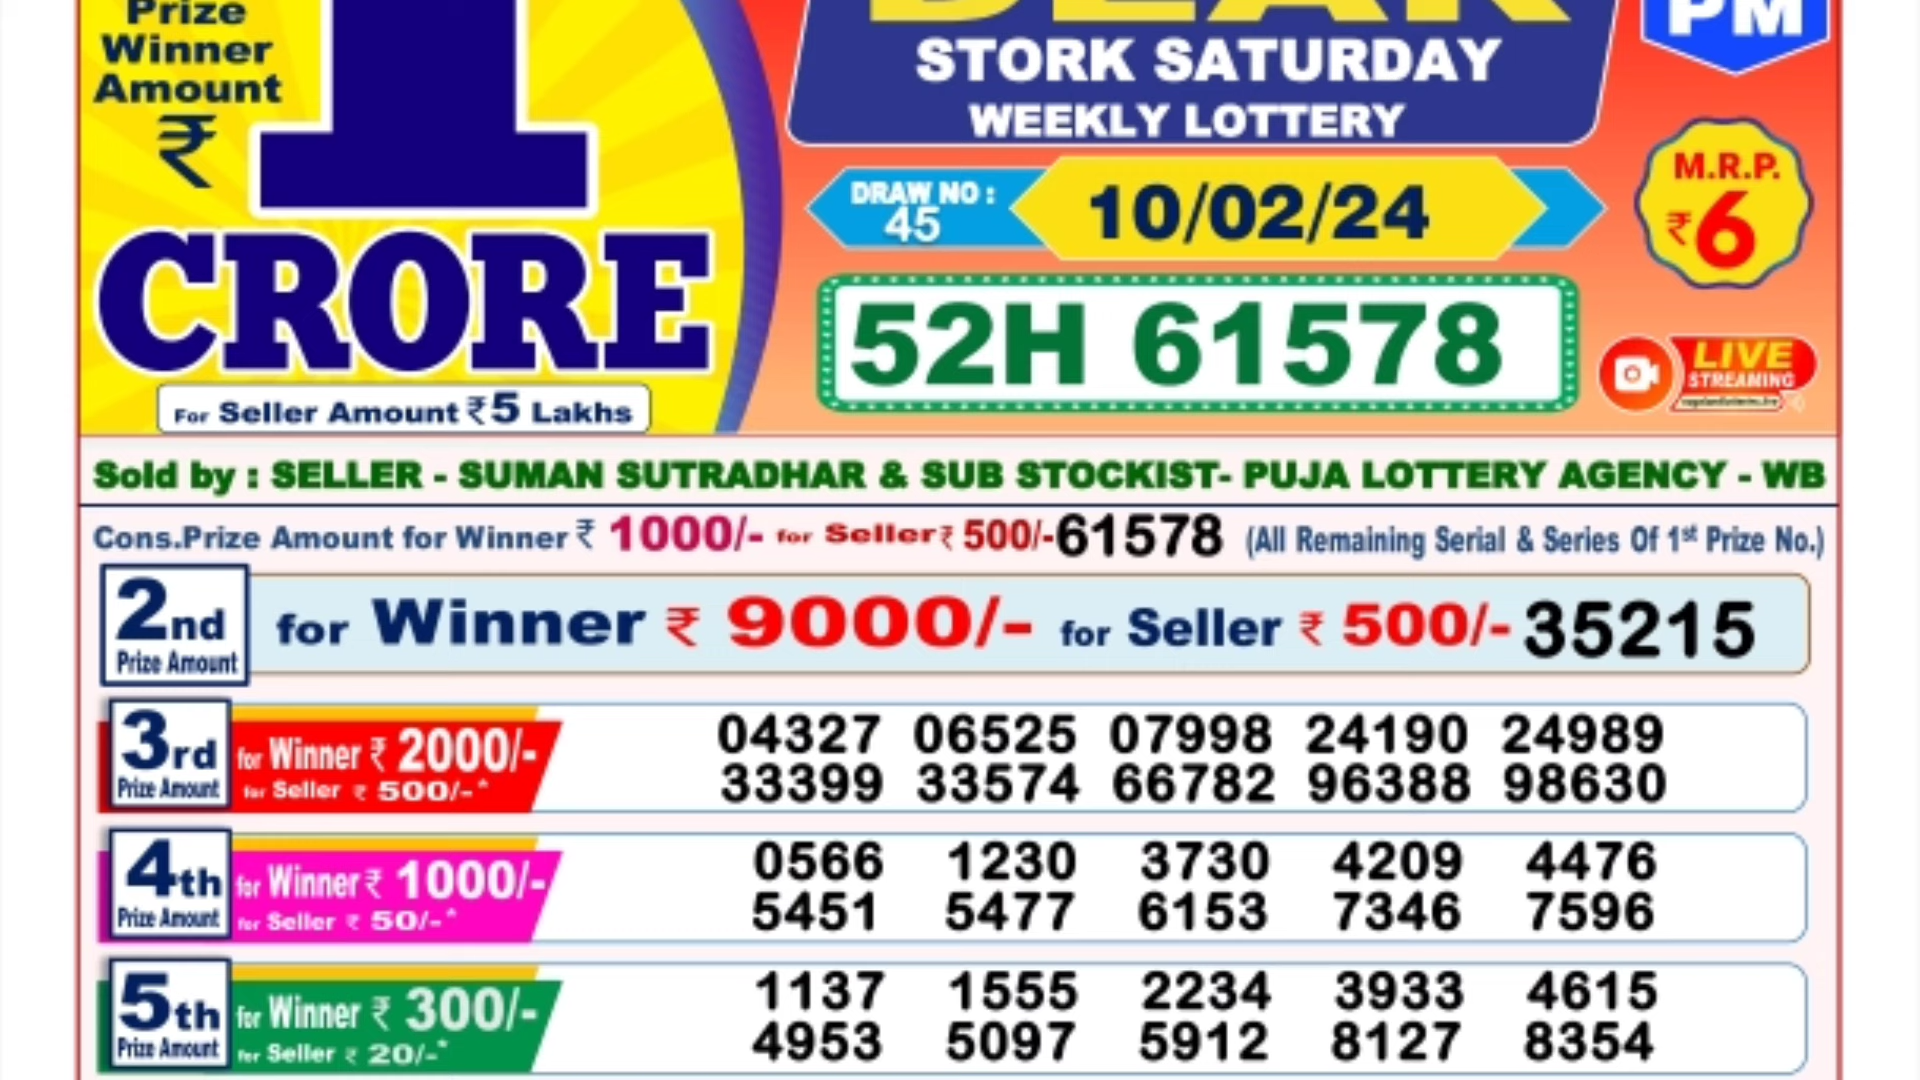 Prize
Winner
Amount
₹
1
CRORE
For Seller Amount ₹5 Lakhs
DEAR
STORK SATURDAY
WEEKLY LOTTERY
PM
DRAW NO :
45
10/02/24
M.R.P.
₹6
52H 61578
LIVE
STREAMING
Sold by : SELLER - SUMAN SUTRADHAR & SUB STOCKIST- PUJA LOTTERY AGENCY - WB
Cons.Prize Amount for Winner ₹ 1000/- for Seller ₹ 500/-61578 (All Remaining Serial & Series Of 1st Prize No.)
2nd
Prize Amount
for Winner ₹ 9000/- for Seller ₹ 500/- 35215
3rd
Prize Amount
for Winner ₹ 2000/-
for Seller ₹ 500/-*
04327 06525 07998 24190 24989
33399 33574 66782 96388 98630
4th
Prize Amount
for Winner ₹ 1000/-
for Seller ₹ 50/-*
0566 1230 3730 4209 4476
5451 5477 6153 7346 7596
5th
Prize Amount
for Winner ₹ 300/-
for Seller ₹ 20/-*
1137 1555 2234 3933 4615
4953 5097 5912 8127 8354